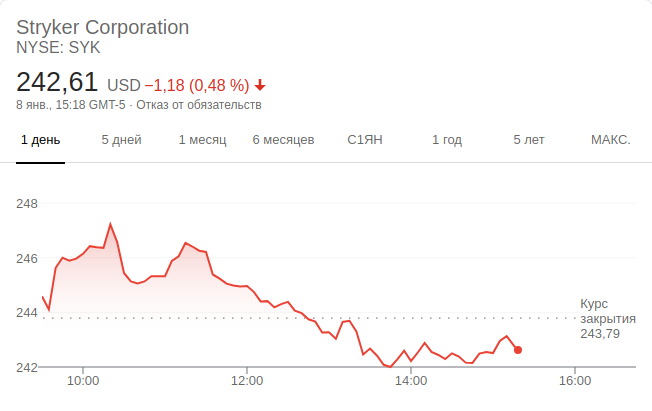 Stryker Corporation
NYSE: SYK
242,61 USD −1,18 (0,48 %)
8 янв., 15:18 GMT-5 · Отказ от обязательств
1 день 5 дней 1 месяц 6 месяцев С1ЯН 1 год 5 лет МАКС.
248
246
244
242
Курс
закрытия
243,79
10:00 12:00 14:00 16:00